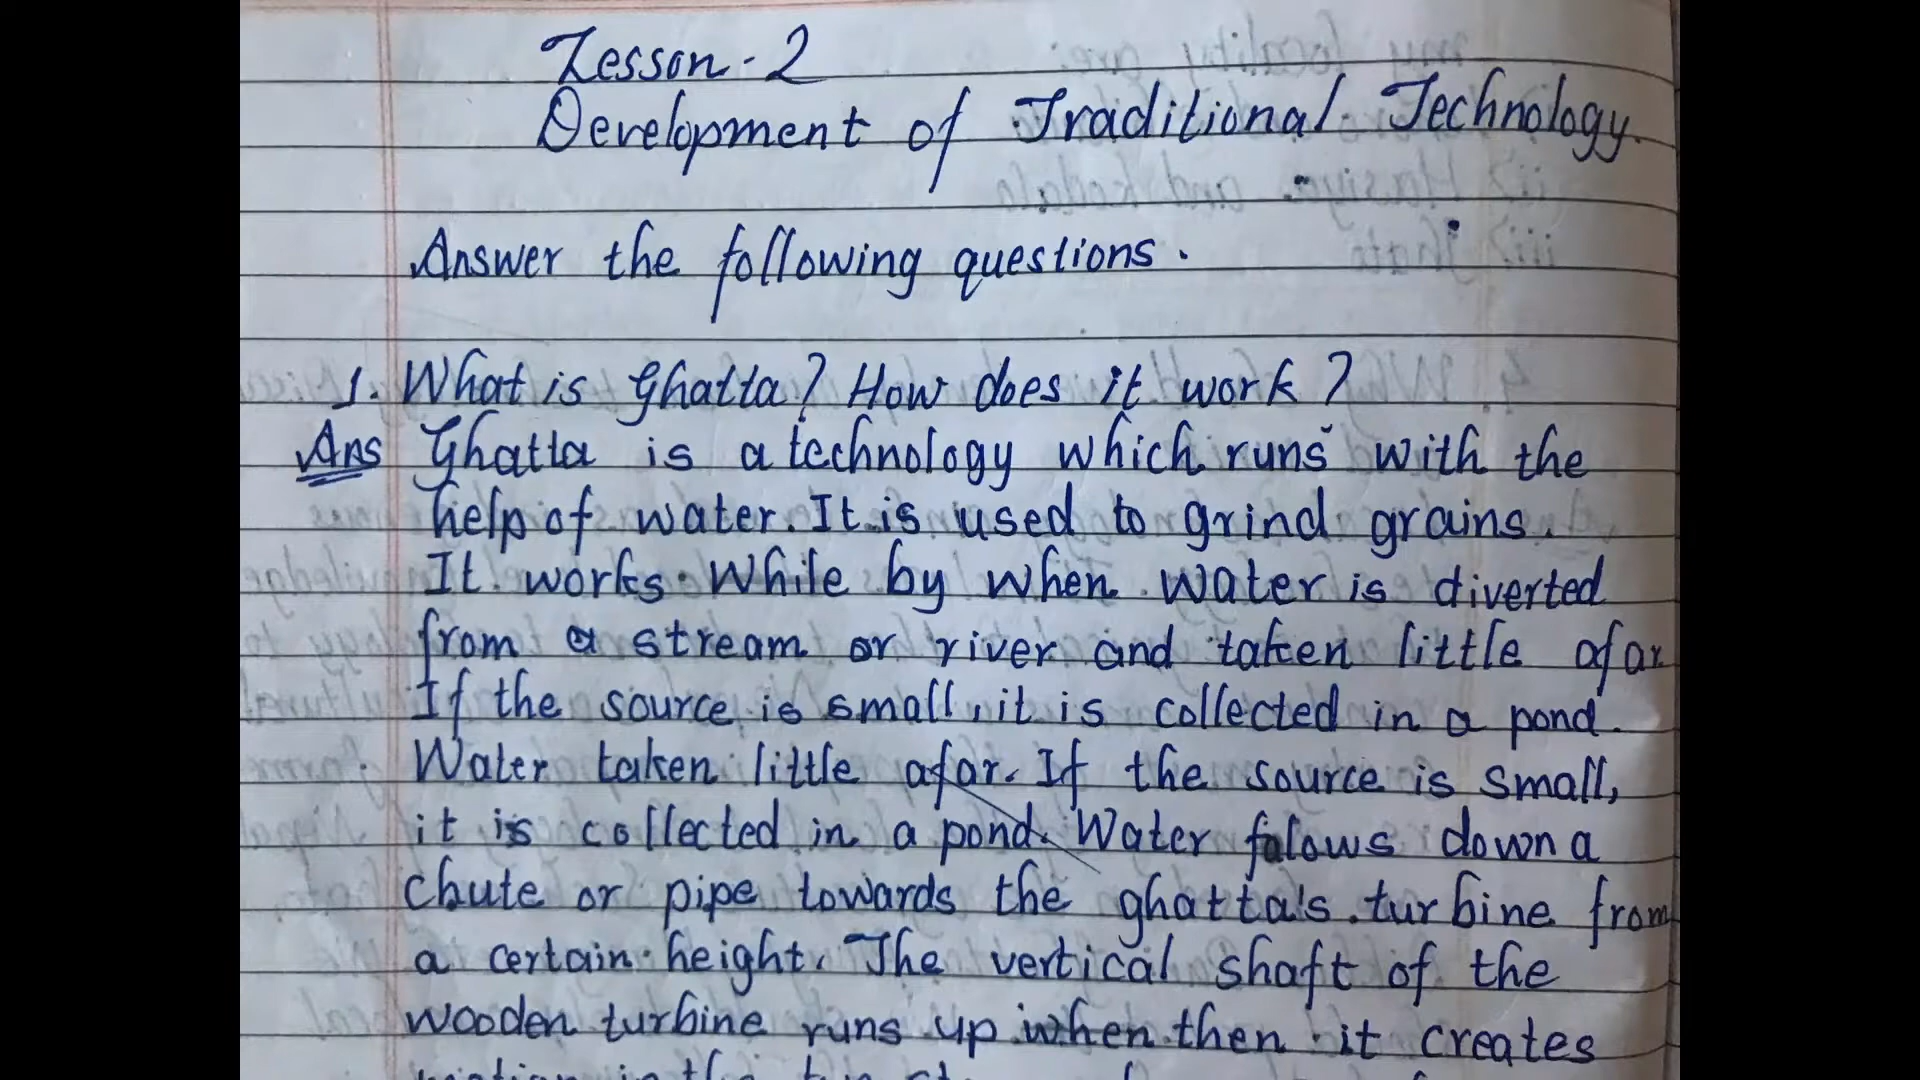 Lesson-2
Development of Traditional Technology.
Answer the following questions.
1. What is Ghatta? How does it work?
Ans Ghatta is a technology which runs with the
help of water. It is used to grind grains.
It works While by when water is diverted
from a stream or river and taken little afar
If the source is small, it is collected in a pond.
Water taken little afar. If the source is small,
it is collected in a pond. Water folows down a
chute or pipe towards the ghatta's turbine from
a certain height. The vertical shaft of the
wooden turbine runs up when then it creates